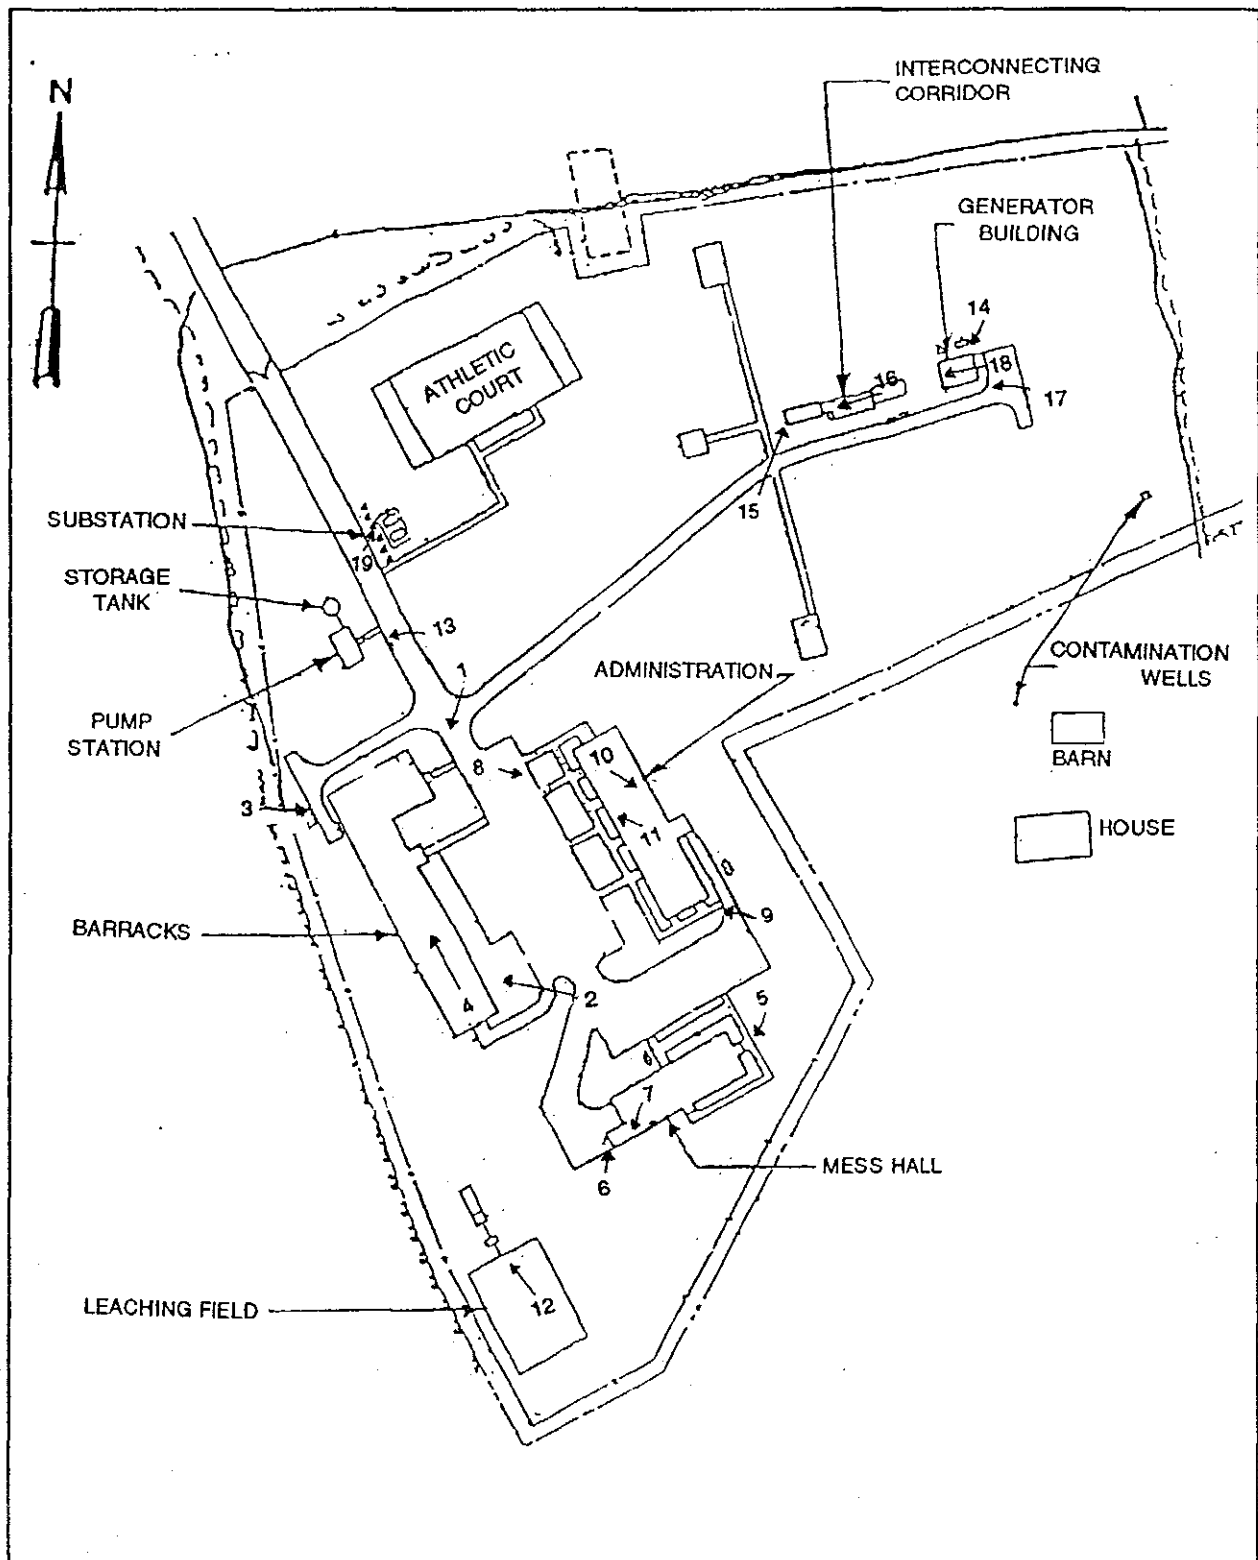 N
INTERCONNECTING
CORRIDOR
GENERATOR
BUILDING
14
ATHLETIC
COURT
16
18
17
SUBSTATION
15
19
STORAGE
TANK
13
1
ADMINISTRATION
CONTAMINATION
WELLS
PUMP
STATION
8
10
BARN
3
11
HOUSE
9
BARRACKS
4
2
5
7
MESS HALL
6
LEACHING FIELD
12